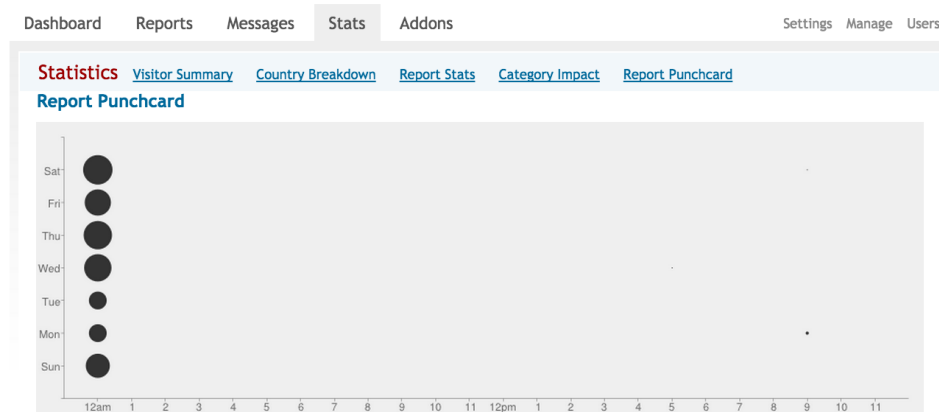 Dashboard Reports Messages Stats Addons Settings Manage Users
Statistics Visitor Summary Country Breakdown Report Stats Category Impact Report Punchcard
Report Punchcard
Sat
Fri
Thu
Wed
Tue
Mon
Sun
12am 1 2 3 4 5 6 7 8 9 10 11 12pm 1 2 3 4 5 6 7 8 9 10 11